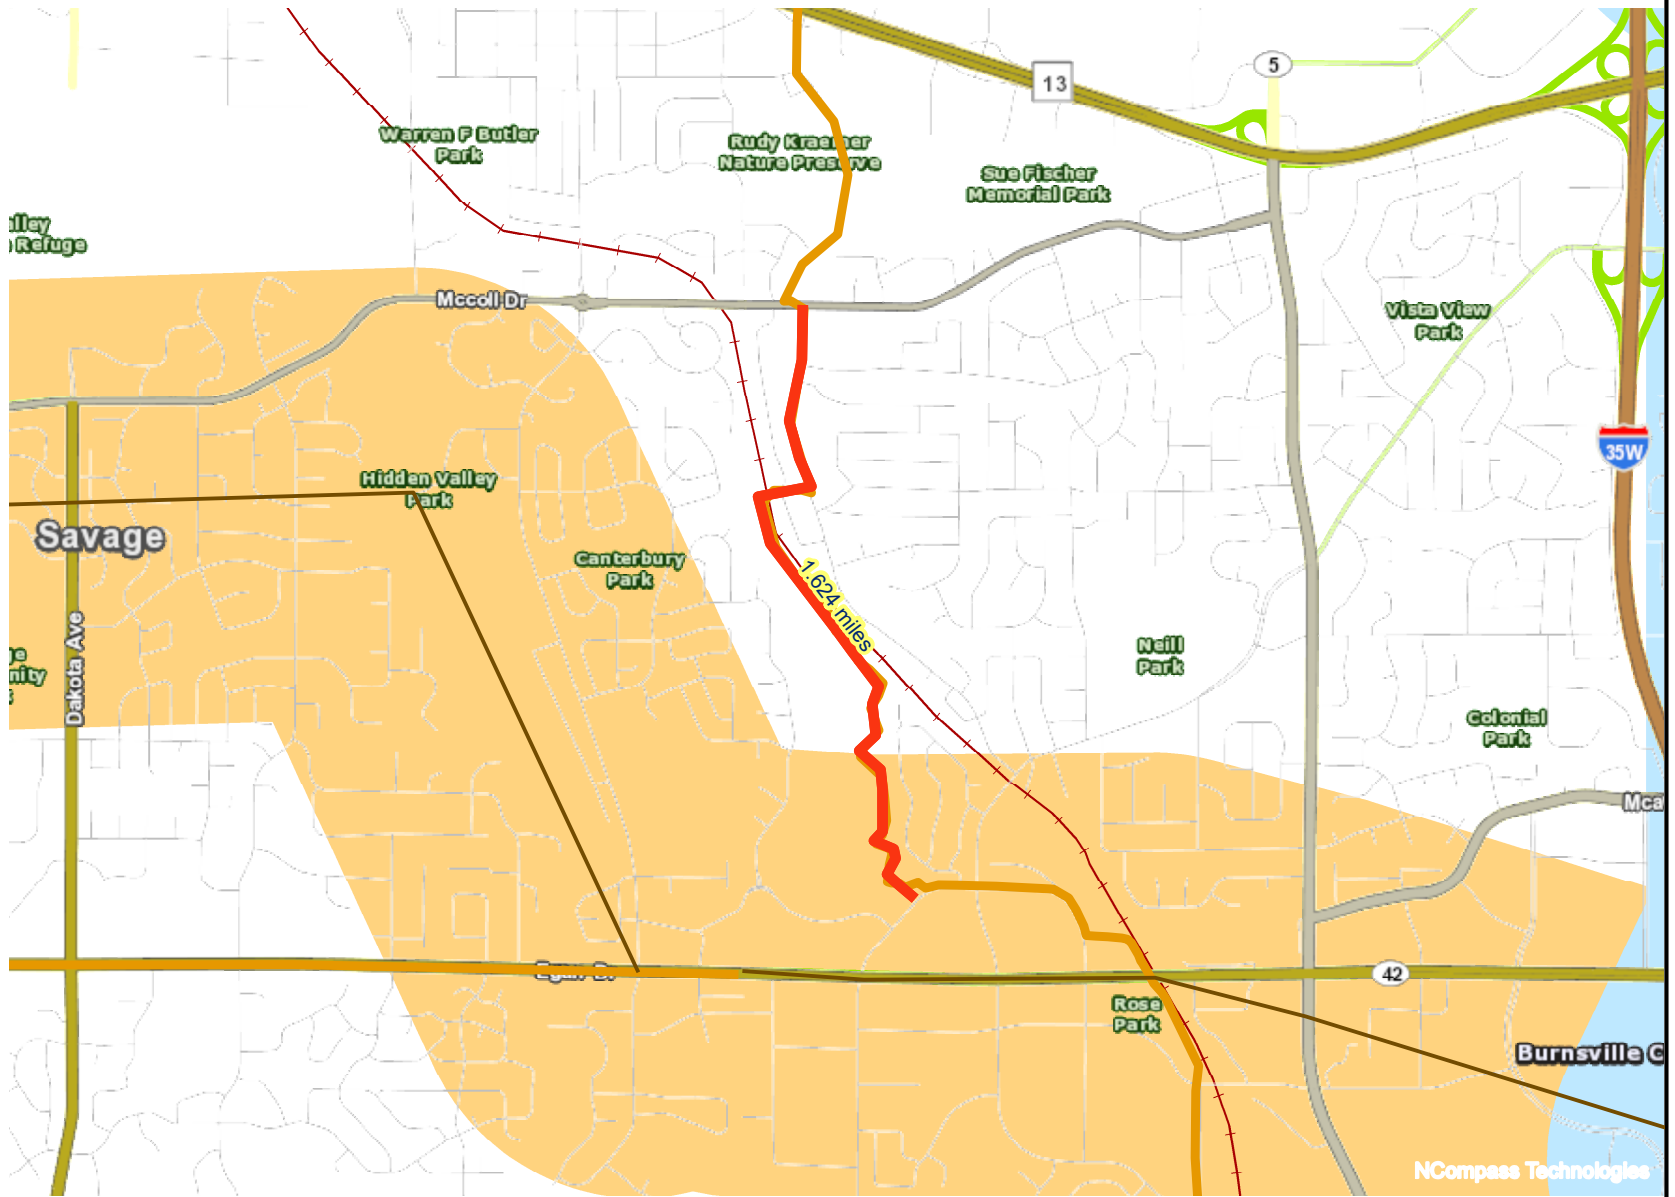 5
13
Warren F Butler
Park
Rudy Kraemer
Nature Preserve
Sue Fischer
Memorial Park
Refuge
Mccoll Dr
Vista View
Park
35W
Hidden Valley
Park
Savage
Canterbury
Park
1.624 miles
Dakota Ave
Neill
Park
Colonial
Park
Mca
Egan Dr
42
Rose
Park
Burnsville C
NCompass Technologies